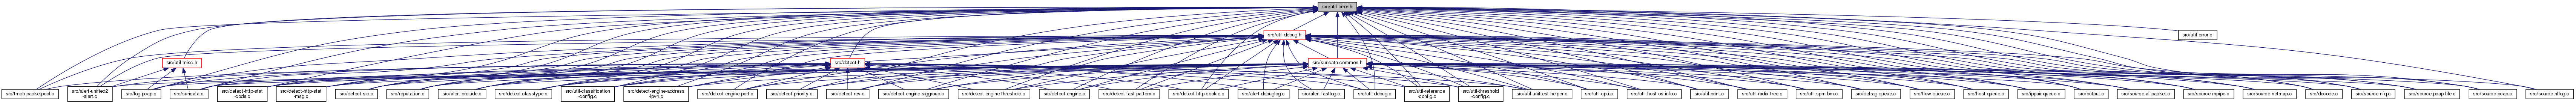 src/util-error.h
src/util-debug.h
src/util-error.c
src/util-misc.h
src/detect.h
src/suricata-common.h
src/tmqh-packetpool.c
src/alert-unified2
-alert.c
src/log-pcap.c
src/suricata.c
src/detect-http-stat
-code.c
src/detect-http-stat
-msg.c
src/detect-sid.c
src/reputation.c
src/alert-prelude.c
src/detect-classtype.c
src/util-classification
-config.c
src/detect-engine-address
-ipv4.c
src/detect-engine-port.c
src/detect-priority.c
src/detect-rev.c
src/detect-engine-siggroup.c
src/detect-engine-threshold.c
src/detect-engine.c
src/detect-fast-pattern.c
src/detect-http-cookie.c
src/alert-debuglog.c
src/alert-fastlog.c
src/util-debug.c
src/util-reference
-config.c
src/util-threshold
-config.c
src/util-unittest-helper.c
src/util-cpu.c
src/util-host-os-info.c
src/util-print.c
src/util-radix-tree.c
src/util-spm-bm.c
src/defrag-queue.c
src/flow-queue.c
src/host-queue.c
src/ippair-queue.c
src/output.c
src/source-af-packet.c
src/source-mpipe.c
src/source-netmap.c
src/decode.c
src/source-nfq.c
src/source-pcap-file.c
src/source-pcap.c
src/source-nflog.c